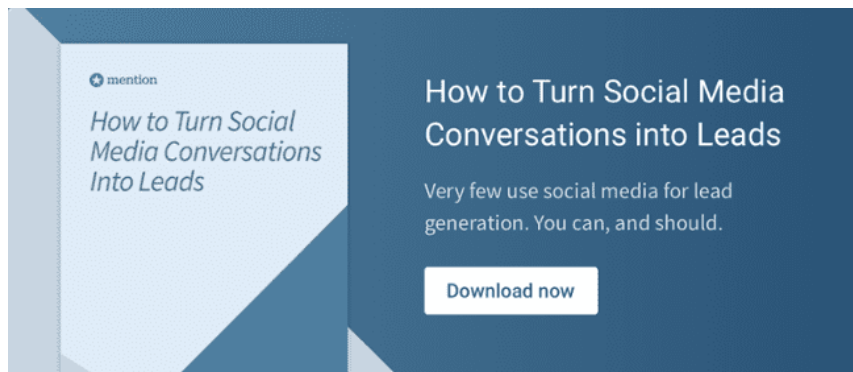 mention
How to Turn Social
Media Conversations
Into Leads
How to Turn Social Media
Conversations into Leads
Very few use social media for lead
generation. You can, and should.
Download now